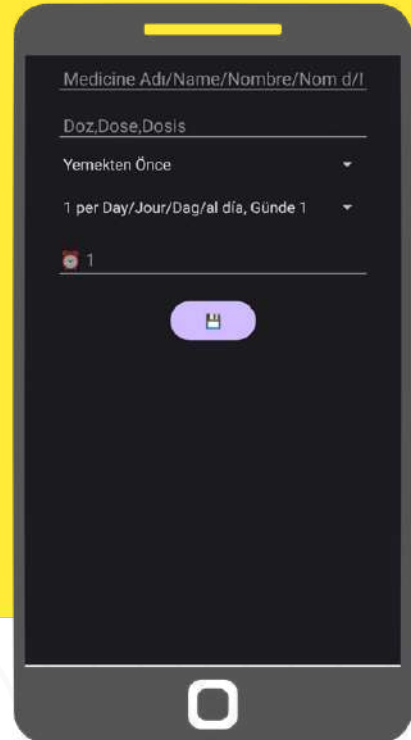 Medicine Adı/Name/Nombre/Nom d/
Doz,Dose,Dosis
Yemekten Önce
1 per Day/Jour/Dag/al día, Günde 1
⏰ 1
💾